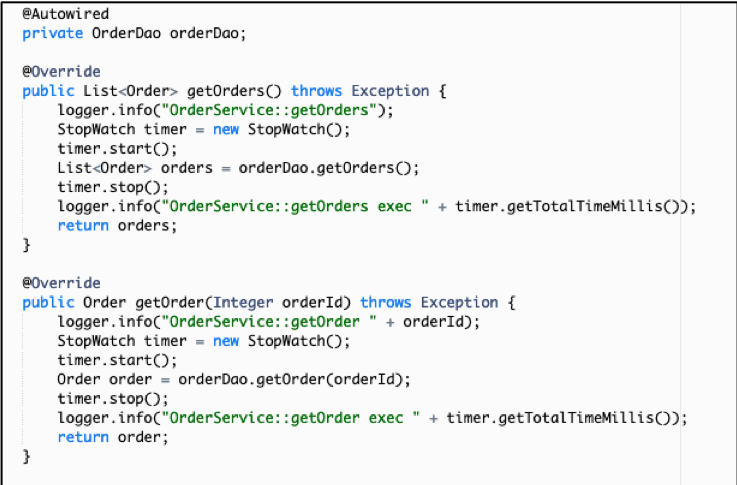 @Autowired
private OrderDao orderDao;
@Override
public List<Order> getOrders() throws Exception {
logger.info("OrderService::getOrders");
StopWatch timer = new StopWatch();
timer.start();
List<Order> orders = orderDao.getOrders();
timer.stop();
logger.info("OrderService::getOrders exec " + timer.getTotalTimeMillis());
return orders;
}
@Override
public Order getOrder(Integer orderId) throws Exception {
logger.info("OrderService::getOrder " + orderId);
StopWatch timer = new StopWatch();
timer.start();
Order order = orderDao.getOrder(orderId);
timer.stop();
logger.info("OrderService::getOrder exec " + timer.getTotalTimeMillis());
return order;
}